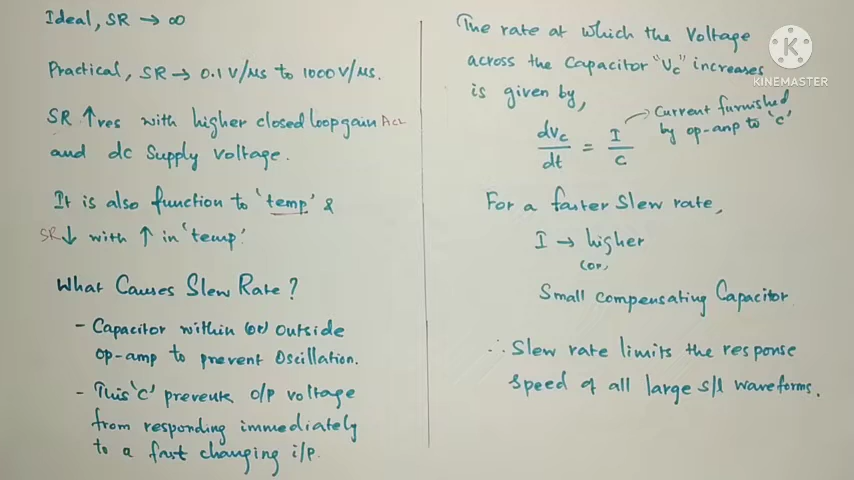 Ideal, SR → ∞
Practical, SR → 0.1 V/μs to 1000 V/μs.
SR ↑res with higher closed loop gain ACL
and dc supply voltage.
It is also function to 'temp' &
SR↓ with ↑ in 'temp'.
What Causes Slew Rate?
- Capacitor within (or) outside
op-amp to prevent Oscillation.
- This 'C' prevents O/P voltage
from responding immediately
to a fast changing i/p.
The rate at which the Voltage
across the Capacitor "Vc" increases
is given by,
dvc/dt = I/C → Current furnished
by op-amp to 'C'
For a faster Slew rate,
I → higher
(or)
Small compensating Capacitor
∴ Slew rate limits the response
speed of all large s/l waveforms.
K
KINEMASTER